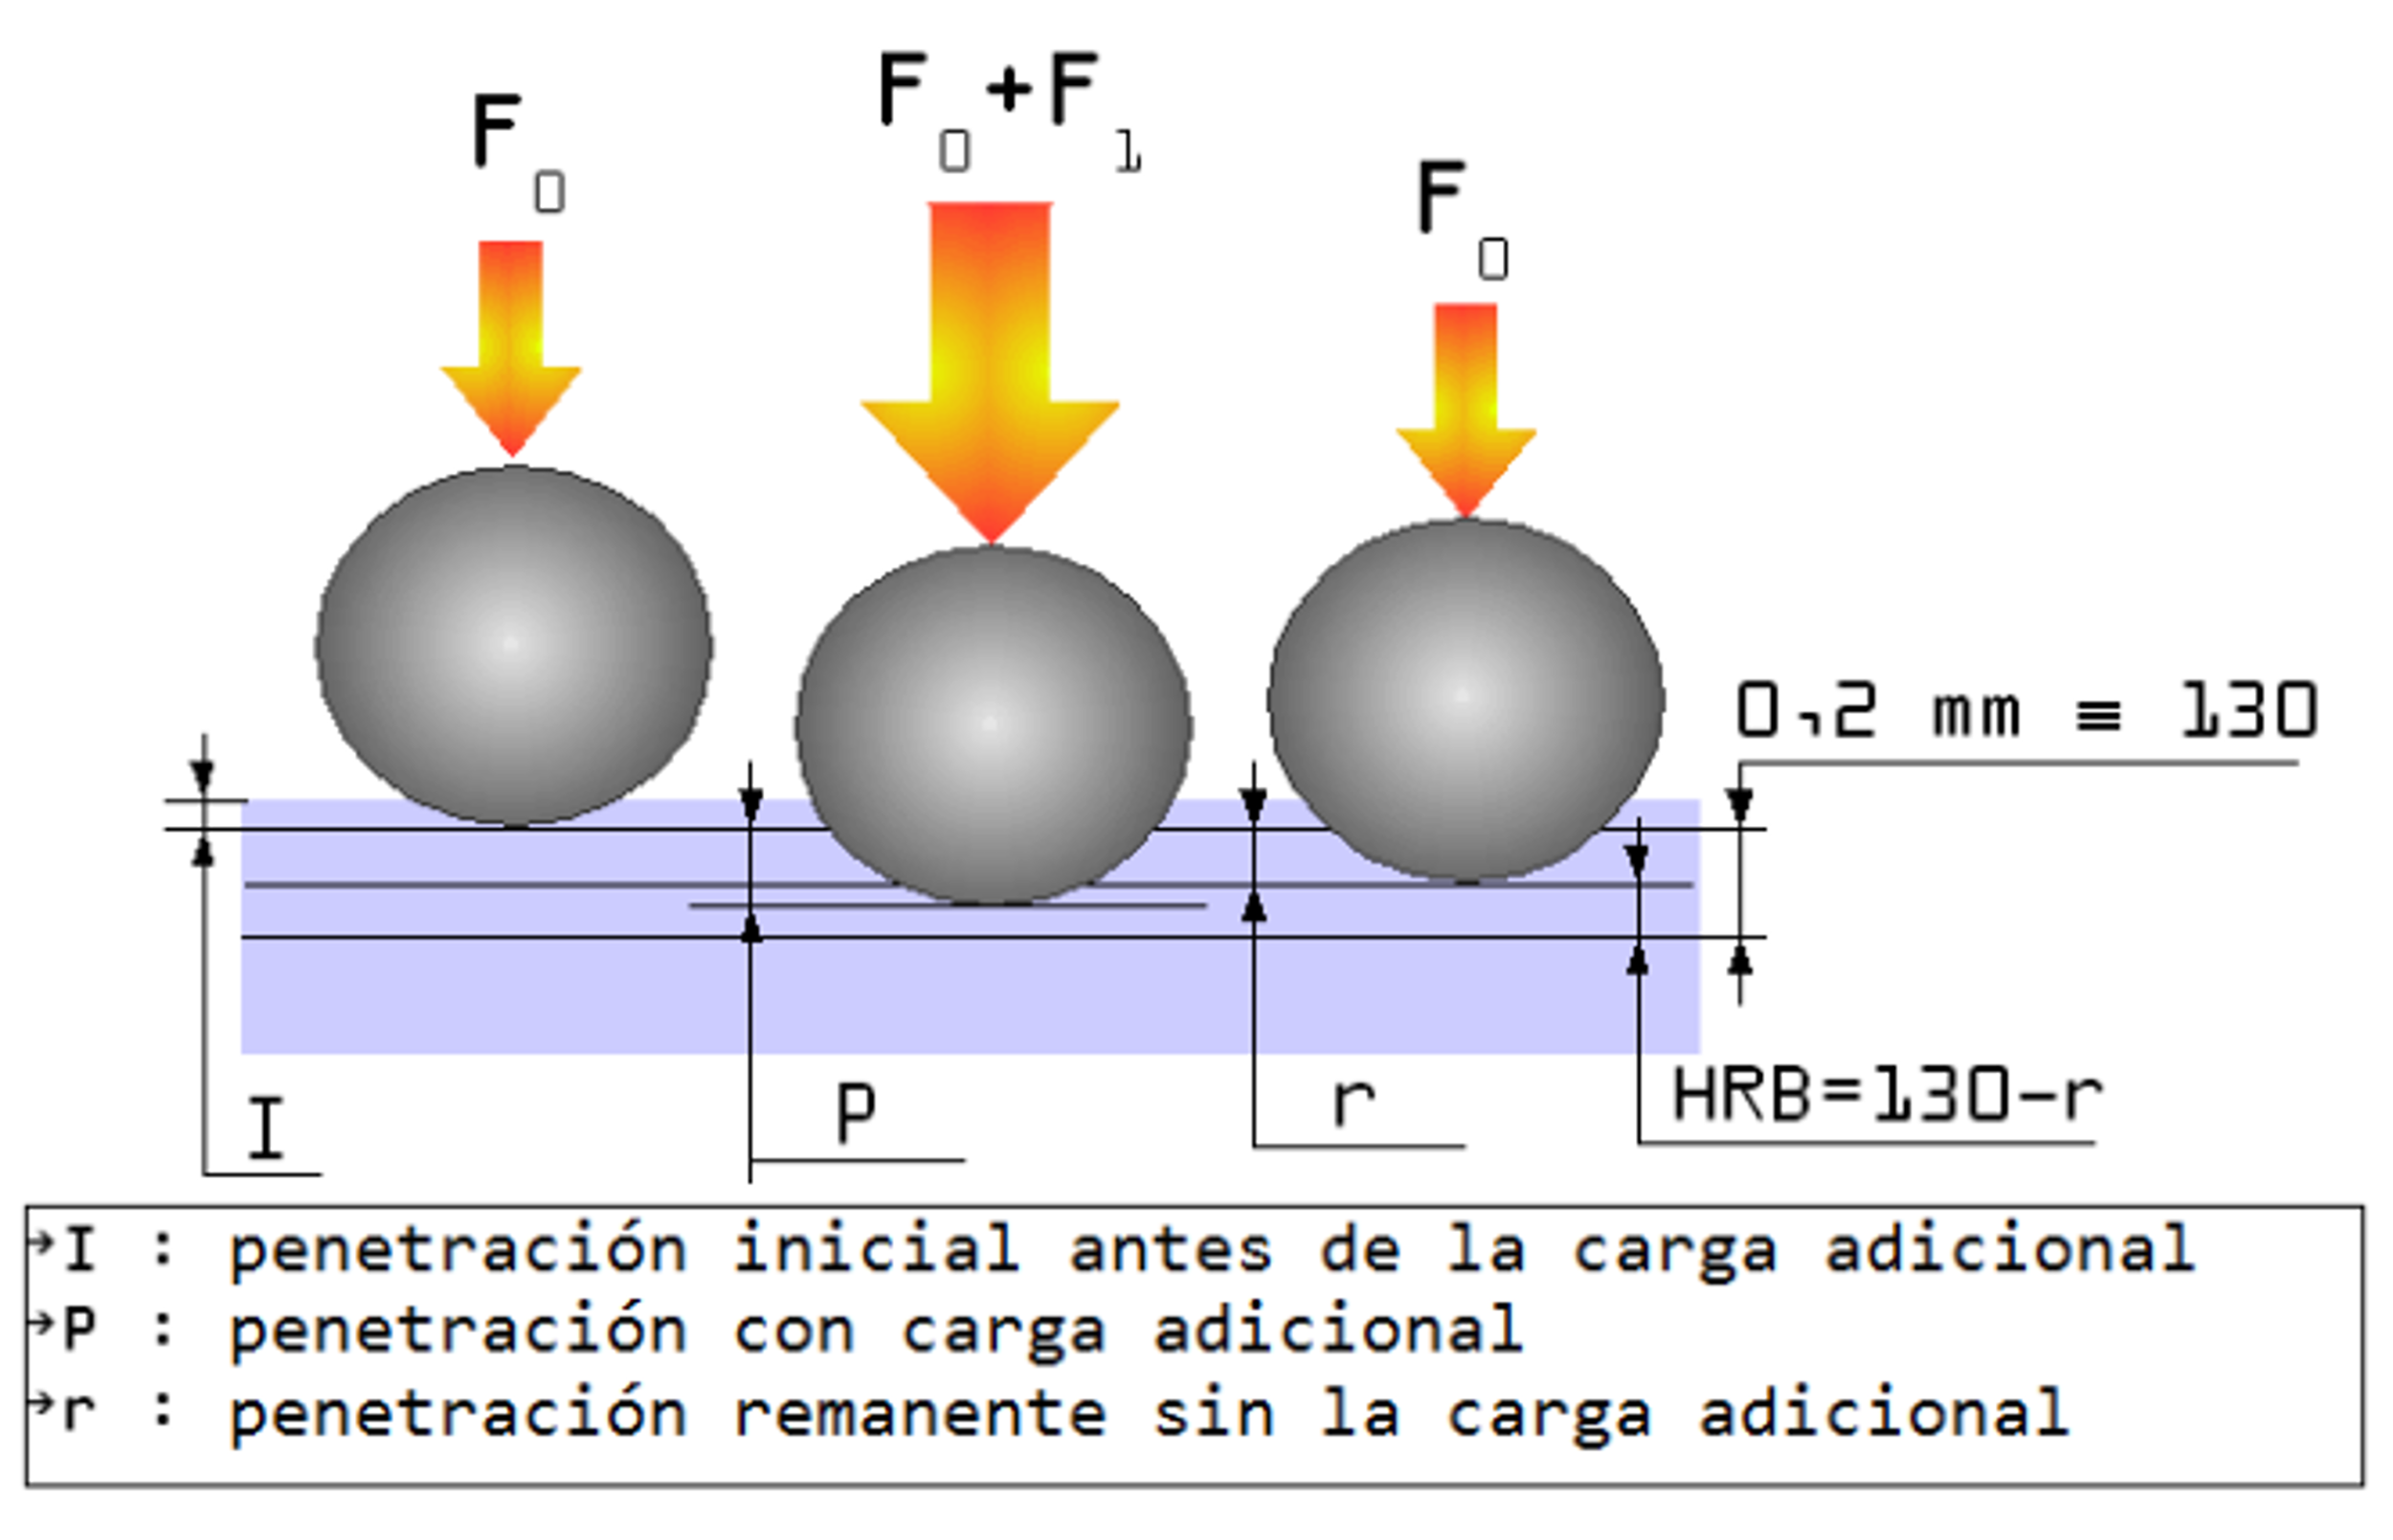 F0
F0+F1
F0
0,2 mm ≡ 130
I
P
r
HRB=130-r
→I : penetración inicial antes de la carga adicional
→P : penetración con carga adicional
→r : penetración remanente sin la carga adicional